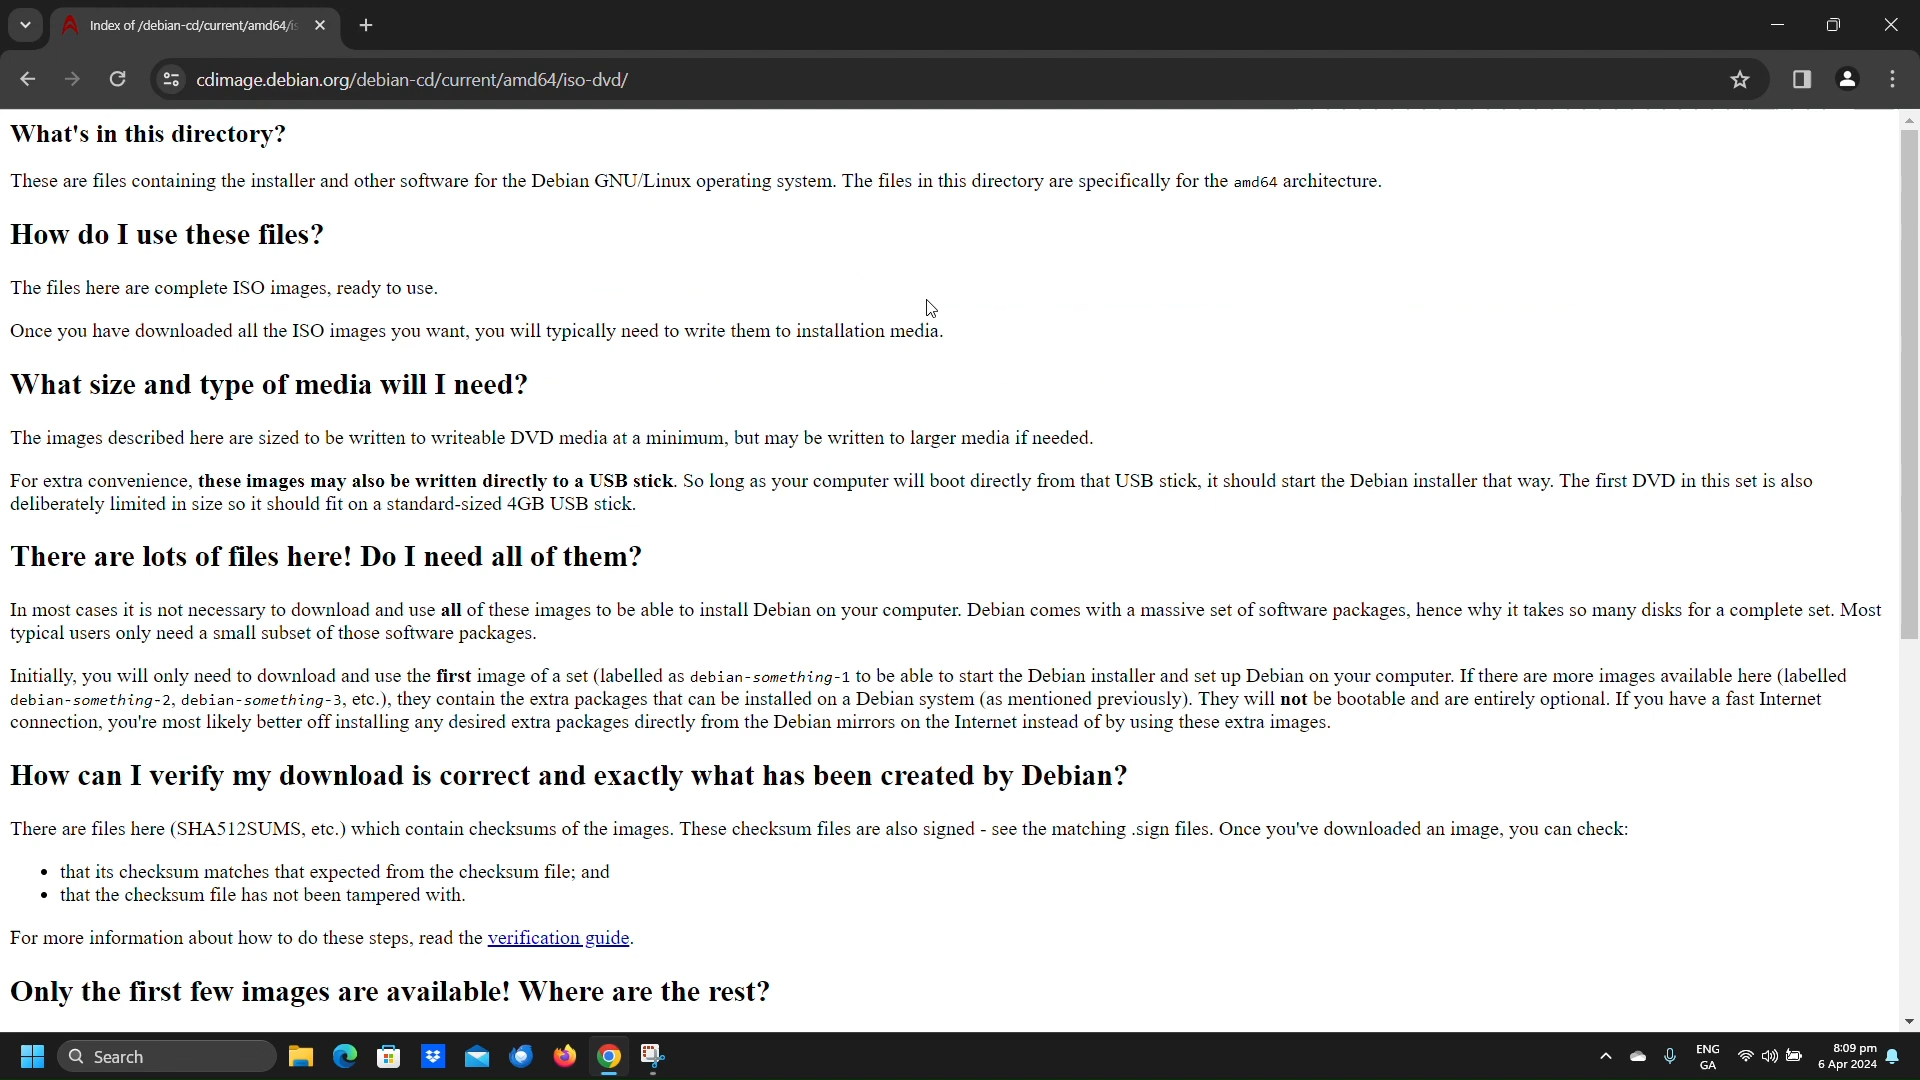 Index of /debian-cd/current/amd64/is
cdimage.debian.org/debian-cd/current/amd64/iso-dvd/
What's in this directory?
These are files containing the installer and other software for the Debian GNU/Linux operating system. The files in this directory are specifically for the amd64 architecture.
How do I use these files?
The files here are complete ISO images, ready to use.
Once you have downloaded all the ISO images you want, you will typically need to write them to installation media.
What size and type of media will I need?
The images described here are sized to be written to writeable DVD media at a minimum, but may be written to larger media if needed.
For extra convenience, these images may also be written directly to a USB stick. So long as your computer will boot directly from that USB stick, it should start the Debian installer that way. The first DVD in this set is also
deliberately limited in size so it should fit on a standard-sized 4GB USB stick.
There are lots of files here! Do I need all of them?
In most cases it is not necessary to download and use all of these images to be able to install Debian on your computer. Debian comes with a massive set of software packages, hence why it takes so many disks for a complete set. Most
typical users only need a small subset of those software packages.
Initially, you will only need to download and use the first image of a set (labelled as debian-something-1 to be able to start the Debian installer and set up Debian on your computer. If there are more images available here (labelled
debian-something-2, debian-something-3, etc.), they contain the extra packages that can be installed on a Debian system (as mentioned previously). They will not be bootable and are entirely optional. If you have a fast Internet
connection, you're most likely better off installing any desired extra packages directly from the Debian mirrors on the Internet instead of by using these extra images.
How can I verify my download is correct and exactly what has been created by Debian?
There are files here (SHA512SUMS, etc.) which contain checksums of the images. These checksum files are also signed - see the matching .sign files. Once you've downloaded an image, you can check:
• that its checksum matches that expected from the checksum file; and
• that the checksum file has not been tampered with.
For more information about how to do these steps, read the verification guide.
Only the first few images are available! Where are the rest?
Search
ENG
GA
8:09 pm
6 Apr 2024